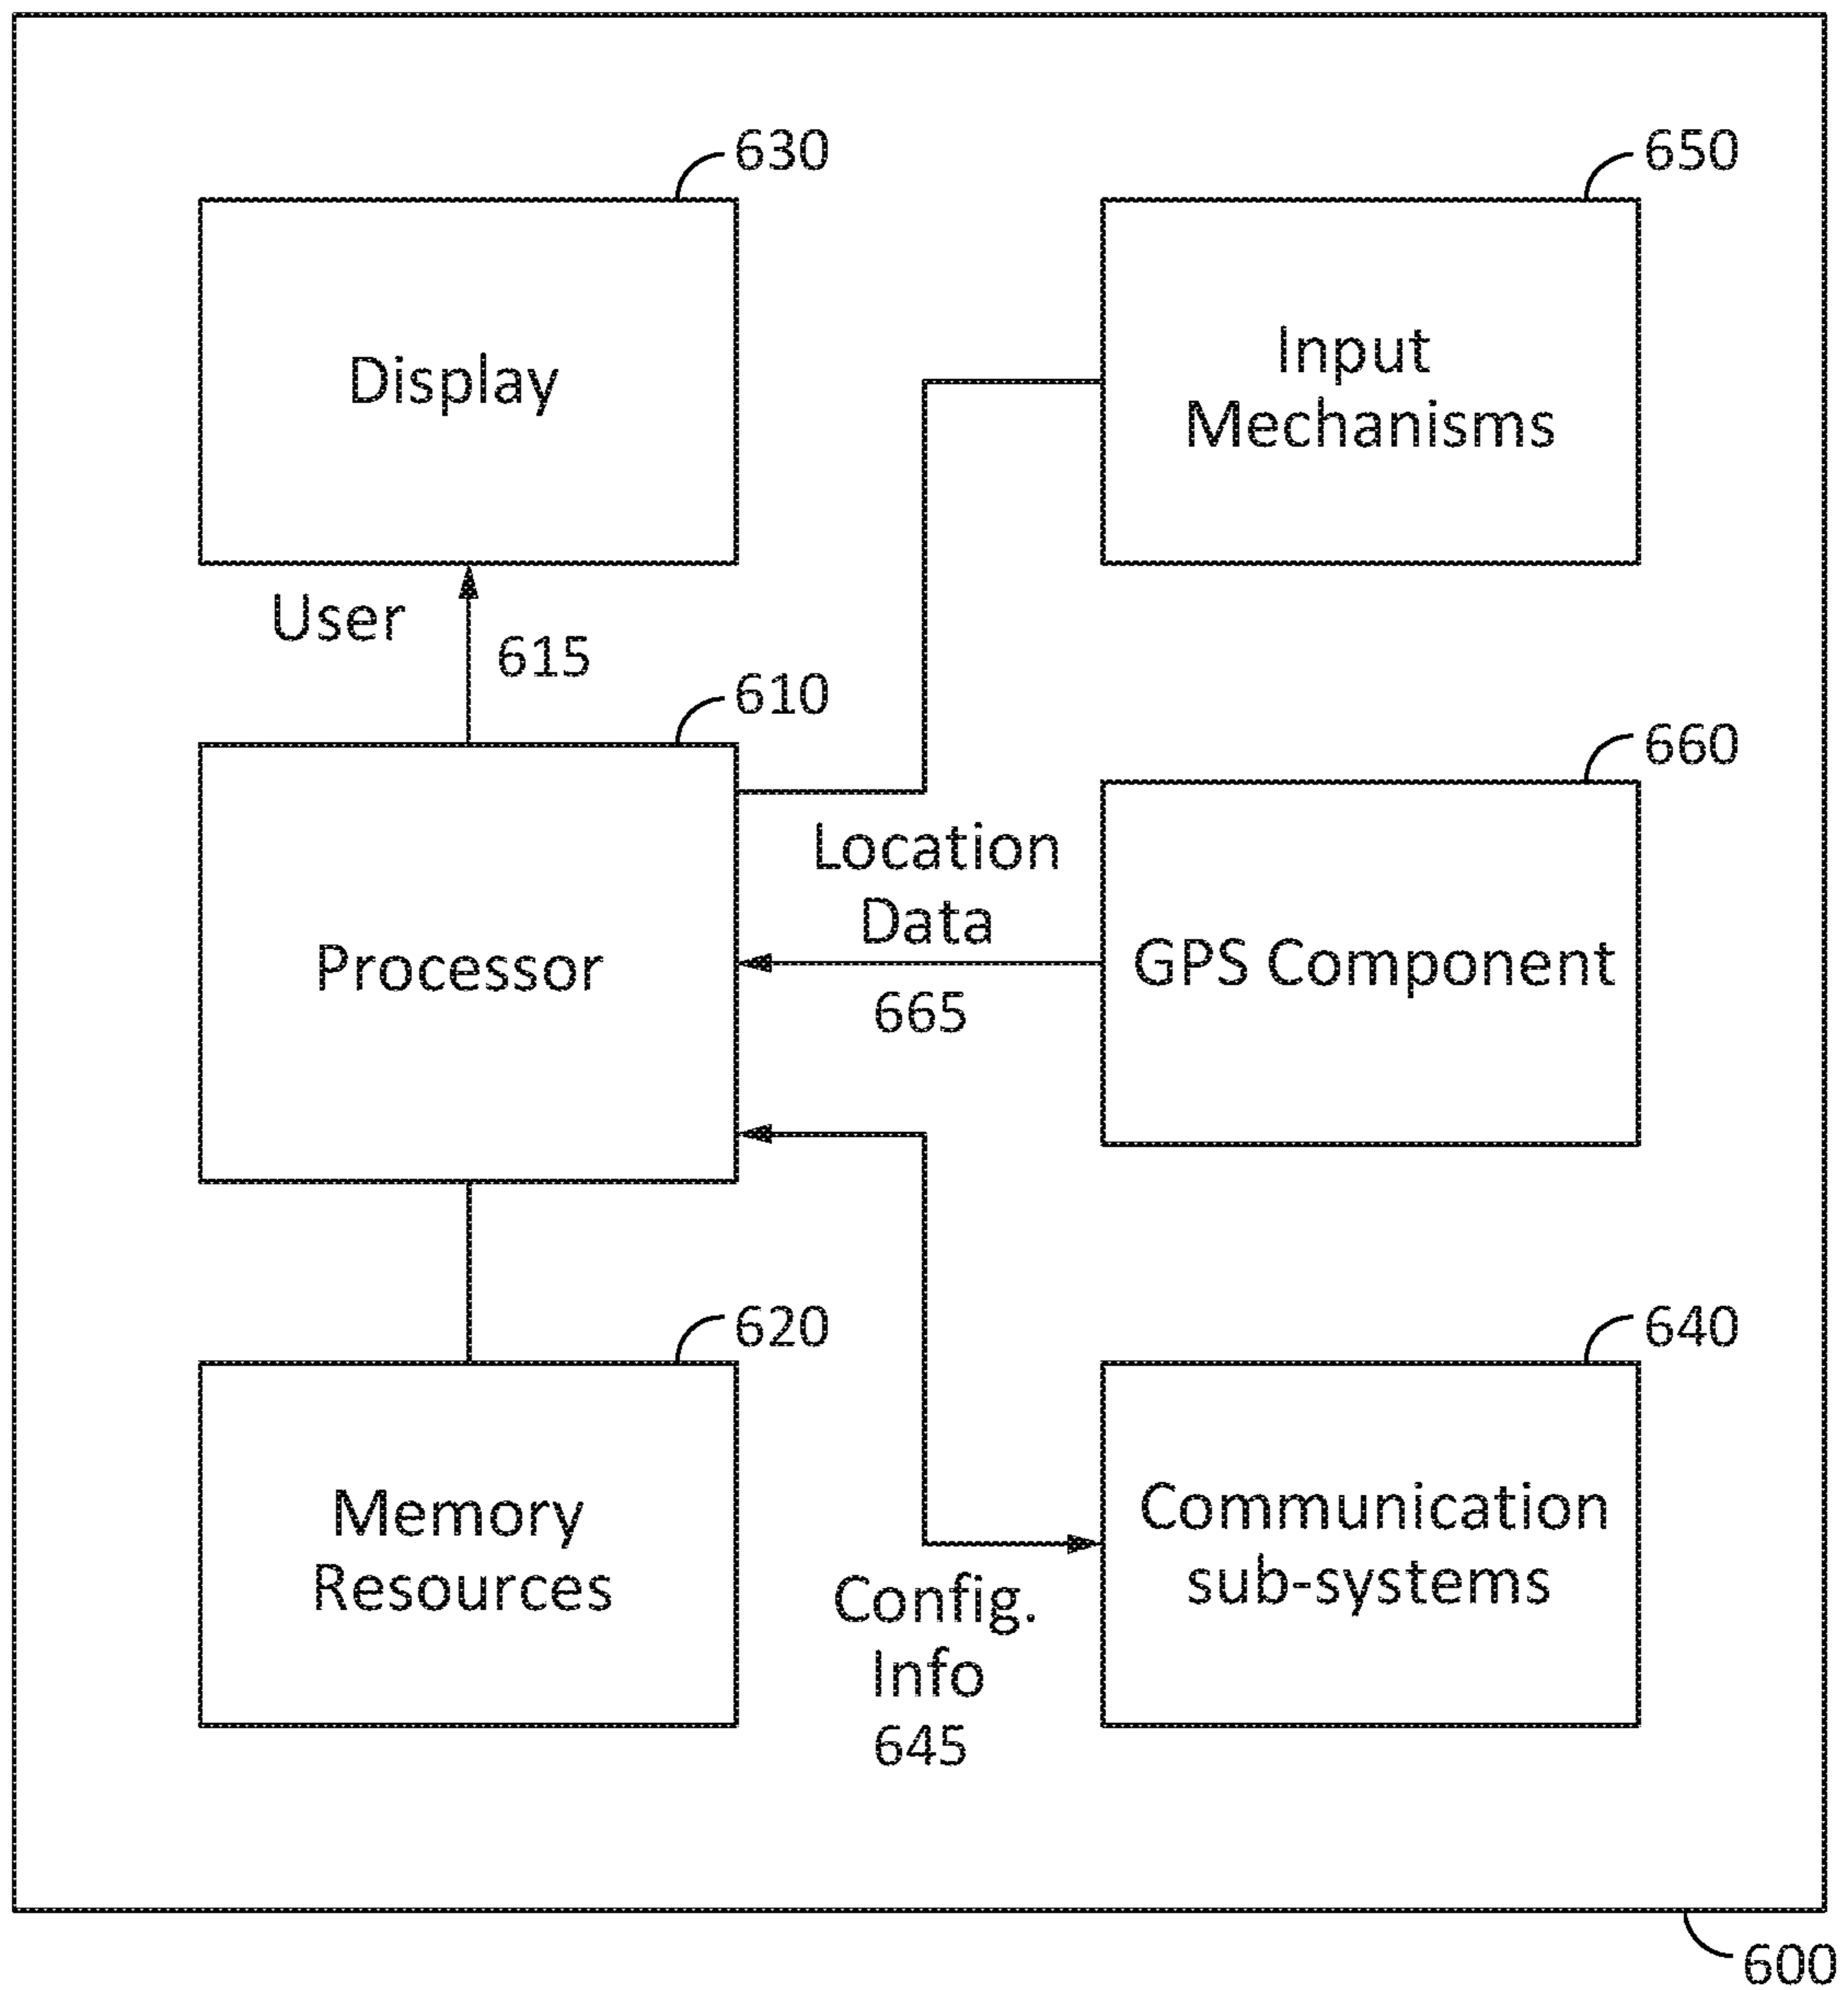 630
Display
650
Input
Mechanisms
User
615
610
Processor
Location
Data
665
660
GPS Component
620
Memory
Resources
Config.
Info
645
640
Communication
sub-systems
600